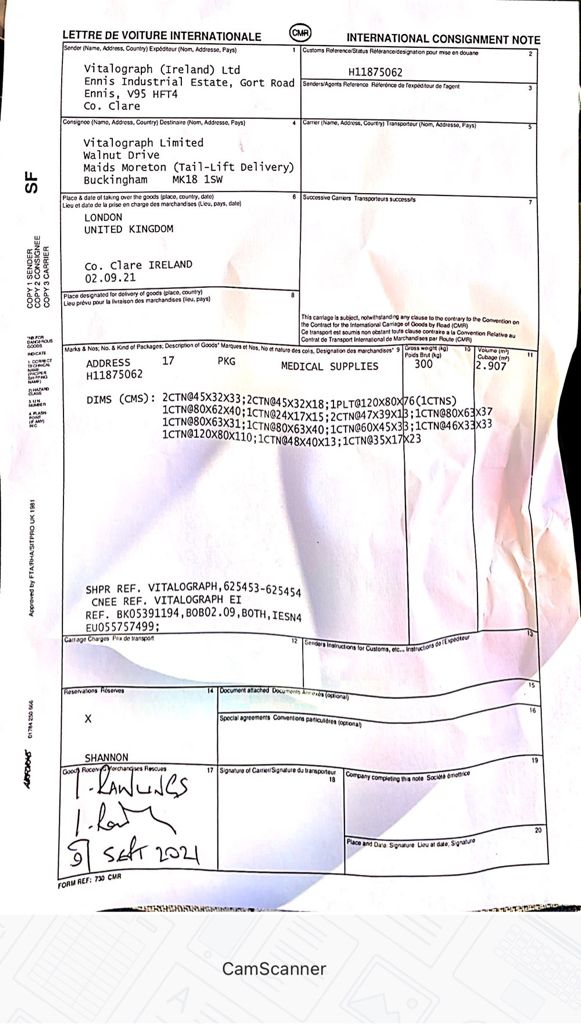 LETTRE DE VOITURE INTERNATIONALE
CMR
INTERNATIONAL CONSIGNMENT NOTE
Sender (Name, Address, Country) Expéditeur (Nom, Addresse, Pays) 1
Vitalograph (Ireland) Ltd
Ennis Industrial Estate, Gort Road
Ennis, V95 HFT4
Co. Clare
Customs Reference/Status Référence/designation pour mise en douane 2
H11875062
Senders/Agents Reference Référence de l'expéditeur de l'agent 3
Consignee (Name, Address, Country) Destinaire (Nom, Addresse, Pays) 4
Vitalograph Limited
Walnut Drive
Maids Moreton (Tail-Lift Delivery)
Buckingham MK18 1SW
Carrier (Name, Address, Country) Transporteur (Nom, Addresse, Pays) 5
Place & date of taking over the goods (place, country, date) 6
Lieu et date de la prise en charge des marchandises (Lieu, pays, date)
LONDON
UNITED KINGDOM
Co. Clare IRELAND
02.09.21
Successive Carriers Transporteurs successifs 7
Place designated for delivery of goods (place, country) 8
Lieu prévu pour la livraison des marchandises (lieu, pays)
This carriage is subject, notwithstanding any clause to the contrary to the Convention on
the Contract for the International Carriage of Goods by Road (CMR)
Ce transport est soumis non obstant toute clause contraire a la Convention Relative au
Contrat de Transport International de Marchandises par Route (CMR)
Marks & Nos; No. & Kind of Packages; Description of Goods* Marques et Nos, No et nature des colis, Designation des marchandises* 9
Gross weight (kg) 10
Poids Brut (kg)
Volume (m³) 11
Cubage (m³)
ADDRESS 17 PKG MEDICAL SUPPLIES 300 2.907
H11875062
DIMS (CMS): 2CTN@45X32X33;2CTN@45X32X18;1PLT@120X80X76(1CTNS)
1CTN@80X62X40;1CTN@24X17X15;2CTN@47X39X13;1CTN@80X63X37
1CTN@80X63X31;1CTN@80X63X40;1CTN@60X45X33;1CTN@46X33X33
1CTN@120X80X110;1CTN@48X40X13;1CTN@35X17X23
SHPR REF. VITALOGRAPH,625453-625454
CNEE REF. VITALOGRAPH EI
REF. BK05391194,BOB02.09,BOTH,IESN4
EU055757499;
Carriage Charges Prix de transport 12
Senders Instructions for Customs, etc... Instructions de l'Expéditeur 13
Reservations Réserves 14
X
SHANNON
Document attached Documents Annexés (optional) 15
Special agreements Conventions particulières (optional) 16
Goods Received Marchandises Recues 17
I. RAWLINGS
9 SEPT 2021
Signature of Carrier/Signature du transporteur 18
Company completing this note Société émettrice 19
Place and Data: Signature Lieu at date, Signature 20
FORM REF: 730 CMR
SF
COPY 1 SENDER
COPY 2 CONSIGNEE
COPY 3 CARRIER
Approved by FTA/RHA/SITPRO UK 1981
CamScanner